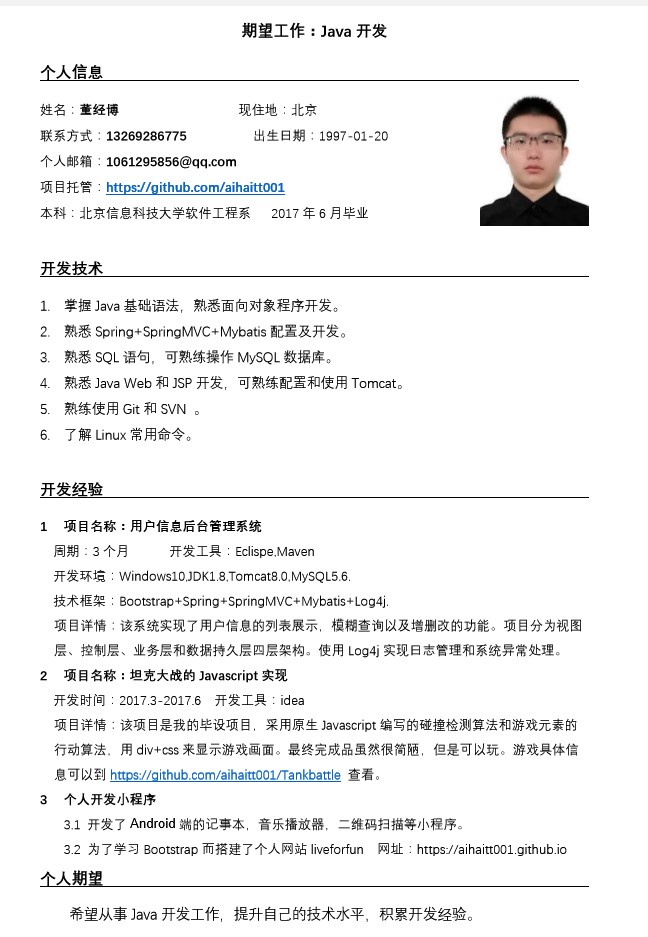 期望工作：Java 开发
个人信息
姓名：董经博 现住地：北京
联系方式：13269286775 出生日期：1997-01-20
个人邮箱：1061295856@qq.com
项目托管：https://github.com/aihaitt001
本科：北京信息科技大学软件工程系 2017 年 6 月毕业
开发技术
1. 掌握 Java 基础语法，熟悉面向对象程序开发。
2. 熟悉 Spring+SpringMVC+Mybatis 配置及开发。
3. 熟悉 SQL 语句，可熟练操作 MySQL 数据库。
4. 熟悉 Java Web 和 JSP 开发，可熟练配置和使用 Tomcat。
5. 熟练使用 Git 和 SVN 。
6. 了解 Linux 常用命令。
开发经验
1 项目名称：用户信息后台管理系统
周期：3 个月 开发工具：Eclispe,Maven
开发环境：Windows10,JDK1.8,Tomcat8.0,MySQL5.6.
技术框架：Bootstrap+Spring+SpringMVC+Mybatis+Log4j.
项目详情：该系统实现了用户信息的列表展示，模糊查询以及增删改的功能。项目分为视图
层、控制层、业务层和数据持久层四层架构。使用 Log4j 实现日志管理和系统异常处理。
2 项目名称：坦克大战的 Javascript 实现
开发时间：2017.3-2017.6 开发工具：idea
项目详情：该项目是我的毕设项目，采用原生 Javascript 编写的碰撞检测算法和游戏元素的
行动算法，用 div+css 来显示游戏画面。最终完成品虽然很简陋，但是可以玩。游戏具体信
息可以到 https://github.com/aihaitt001/Tankbattle 查看。
3 个人开发小程序
3.1 开发了 Android 端的记事本，音乐播放器，二维码扫描等小程序。
3.2 为了学习 Bootstrap 而搭建了个人网站 liveforfun 网址：https://aihaitt001.github.io
个人期望
希望从事 Java 开发工作，提升自己的技术水平，积累开发经验。